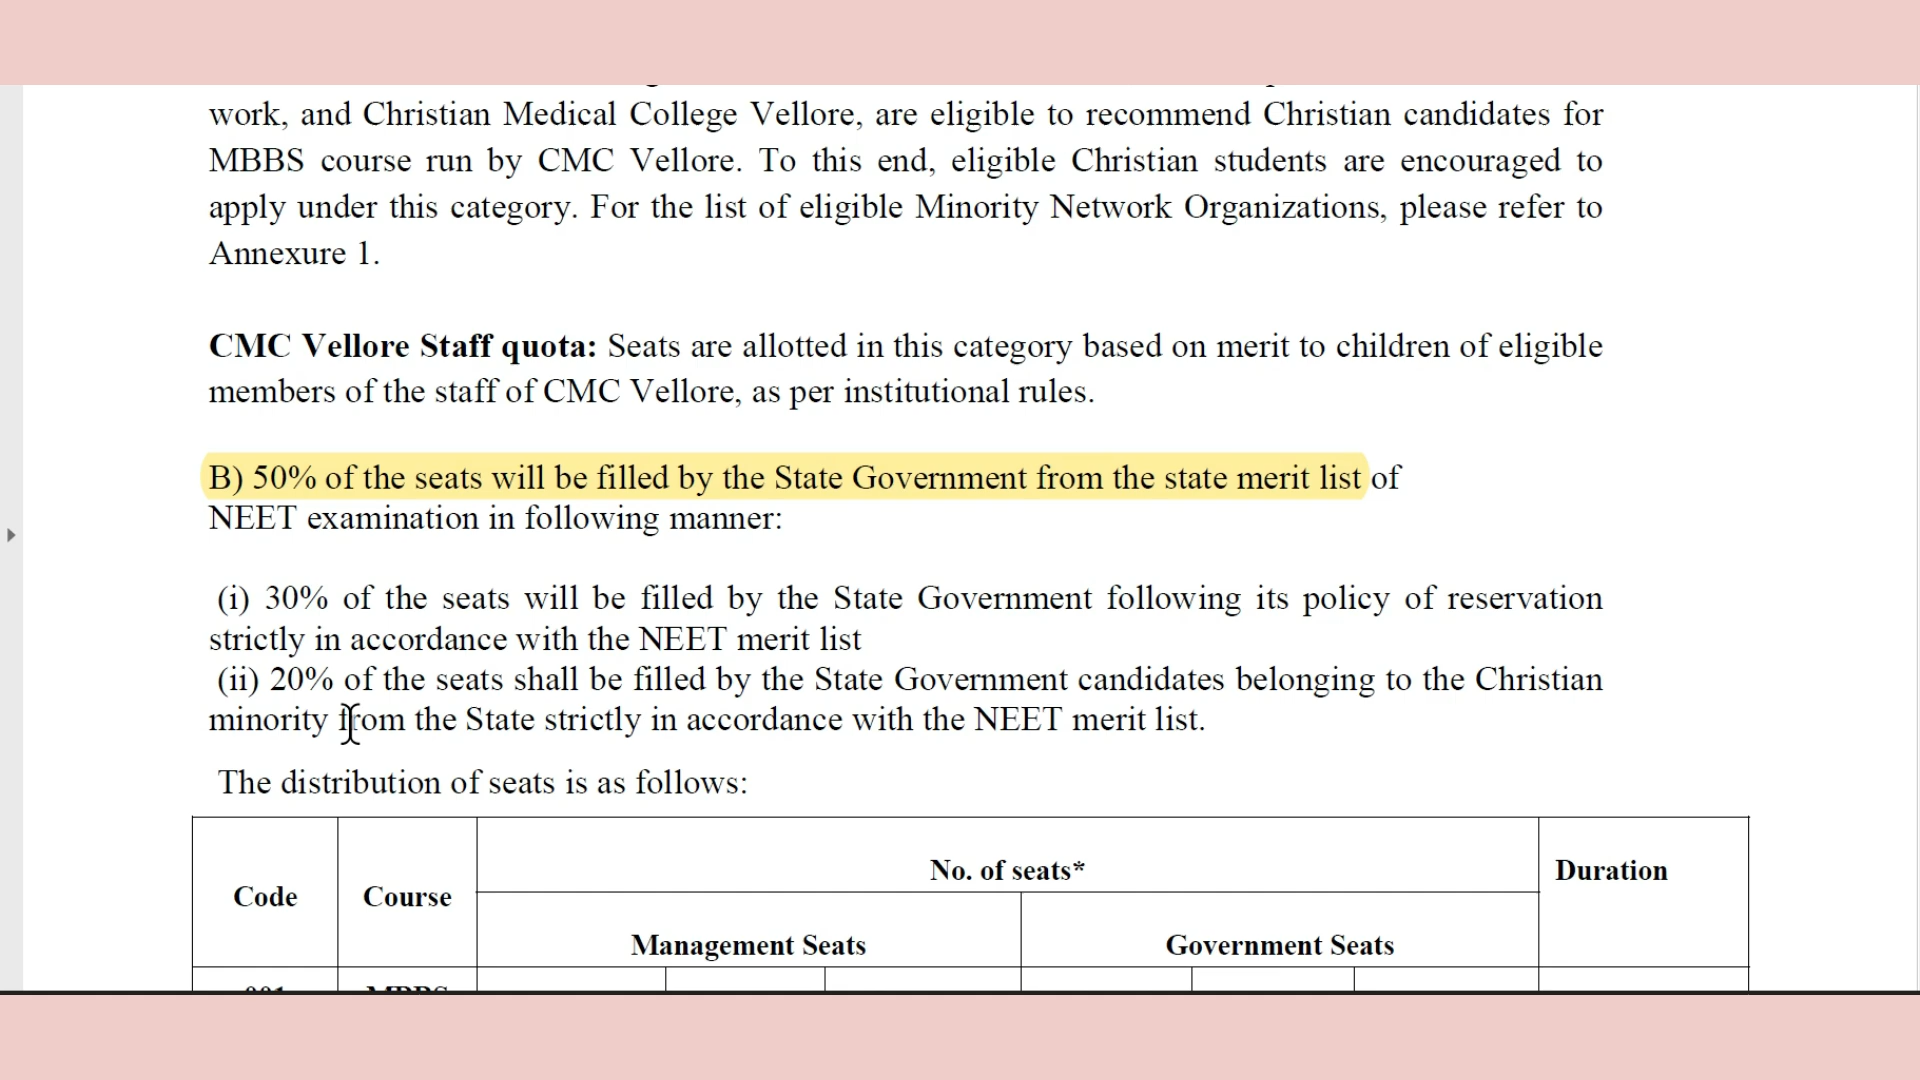 work, and Christian Medical College Vellore, are eligible to recommend Christian candidates for
MBBS course run by CMC Vellore. To this end, eligible Christian students are encouraged to
apply under this category. For the list of eligible Minority Network Organizations, please refer to
Annexure 1.
CMC Vellore Staff quota: Seats are allotted in this category based on merit to children of eligible
members of the staff of CMC Vellore, as per institutional rules.
B) 50% of the seats will be filled by the State Government from the state merit list of
NEET examination in following manner:
(i) 30% of the seats will be filled by the State Government following its policy of reservation
strictly in accordance with the NEET merit list
(ii) 20% of the seats shall be filled by the State Government candidates belonging to the Christian
minority from the State strictly in accordance with the NEET merit list.
The distribution of seats is as follows:
No. of seats*
Duration
Code
Course
Management Seats
Government Seats